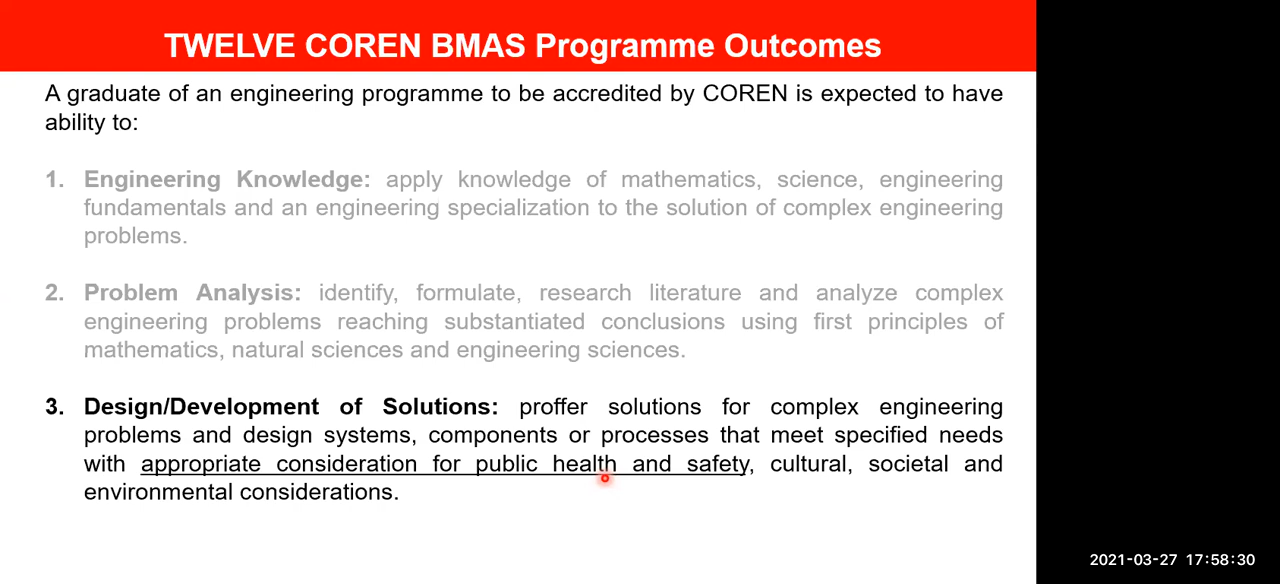 TWELVE COREN BMAS Programme Outcomes
A graduate of an engineering programme to be accredited by COREN is expected to have
ability to:
1. Engineering Knowledge: apply knowledge of mathematics, science, engineering
fundamentals and an engineering specialization to the solution of complex engineering
problems.
2. Problem Analysis: identify, formulate, research literature and analyze complex
engineering problems reaching substantiated conclusions using first principles of
mathematics, natural sciences and engineering sciences.
3. Design/Development of Solutions: proffer solutions for complex engineering
problems and design systems, components or processes that meet specified needs
with appropriate consideration for public health and safety, cultural, societal and
environmental considerations.
2021-03-27 17:58:30